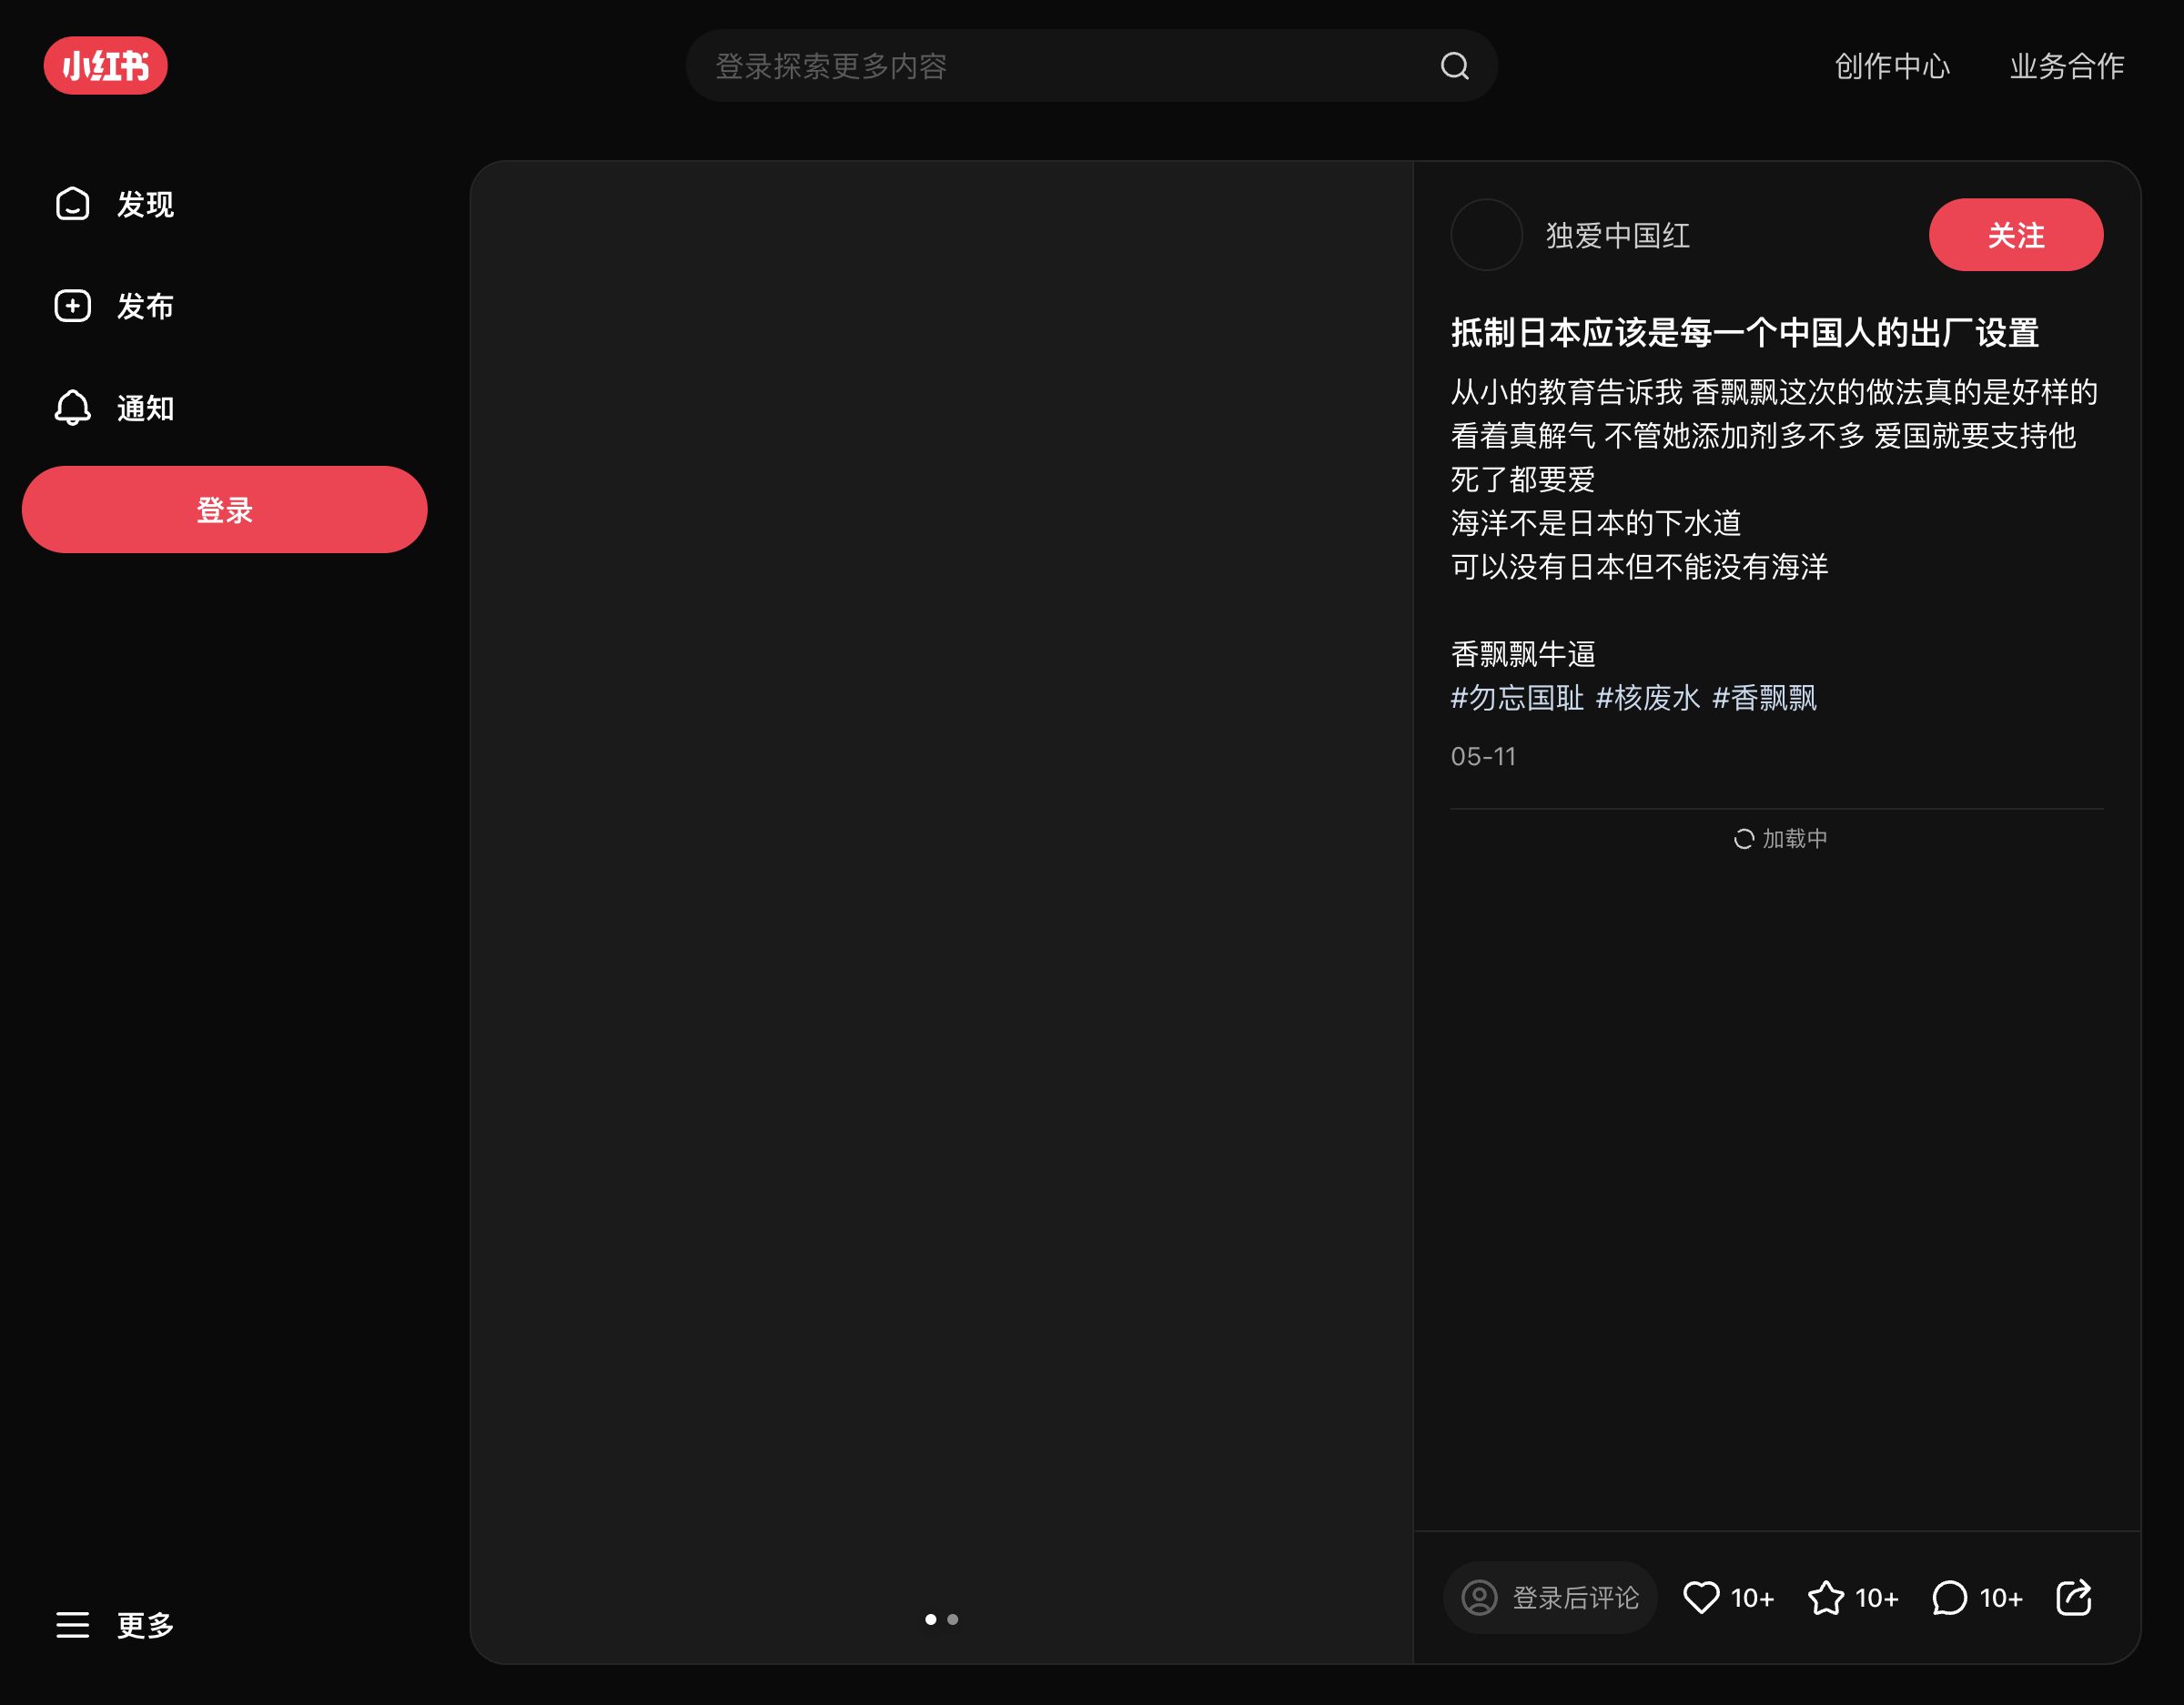 小红书
登录探索更多内容
创作中心
业务合作
发现
发布
通知
登录
更多
独爱中国红
关注
抵制日本应该是每一个中国人的出厂设置
从小的教育告诉我 香飘飘这次的做法真的是好样的
看着真解气 不管她添加剂多不多 爱国就要支持他
死了都要爱
海洋不是日本的下水道
可以没有日本但不能没有海洋
香飘飘牛逼
#勿忘国耻 #核废水 #香飘飘
05-11
加载中
登录后评论
10+
10+
10+